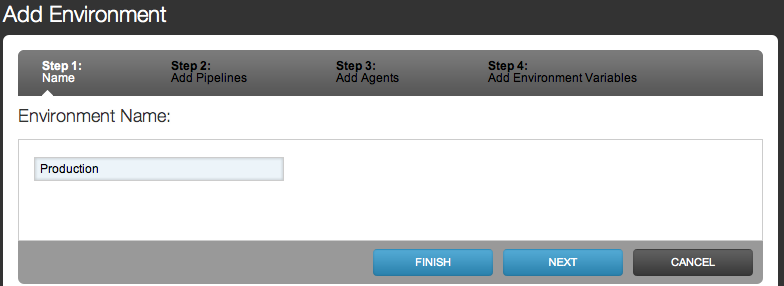 Add Environment
Step 1:
Name
Step 2:
Add Pipelines
Step 3:
Add Agents
Step 4:
Add Environment Variables
Environment Name:
Production
FINISH
NEXT
CANCEL